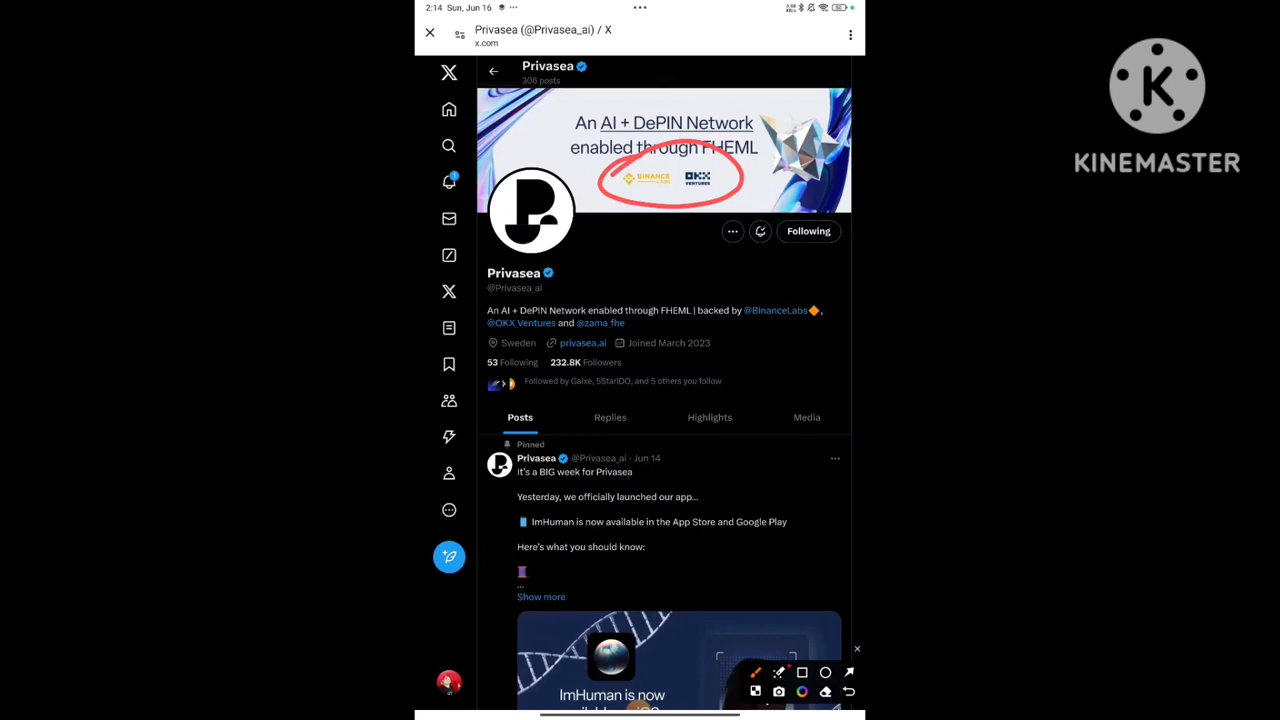 2:14 Sun, Jun 16
Privasea (@Privasea_ai) / X
x.com
KINEMASTER
Privasea
306 posts
An AI + DePIN Network
enabled through FHEML
BINANCE
LABS
OKX
VENTURES
Following
Privasea
@Privasea_ai
An AI + DePIN Network enabled through FHEML | backed by @BinanceLabs🔶,
@OKX_Ventures and @zama_fhe
Sweden privasea.ai Joined March 2023
53 Following 232.8K Followers
Followed by Galxe, 5StarIDO, and 5 others you follow
Posts Replies Highlights Media
Pinned
Privasea @Privasea_ai · Jun 14
It's a BIG week for Privasea
Yesterday, we officially launched our app...
📱 ImHuman is now available in the App Store and Google Play
Here's what you should know:
🧵
...
Show more
ImHuman is now